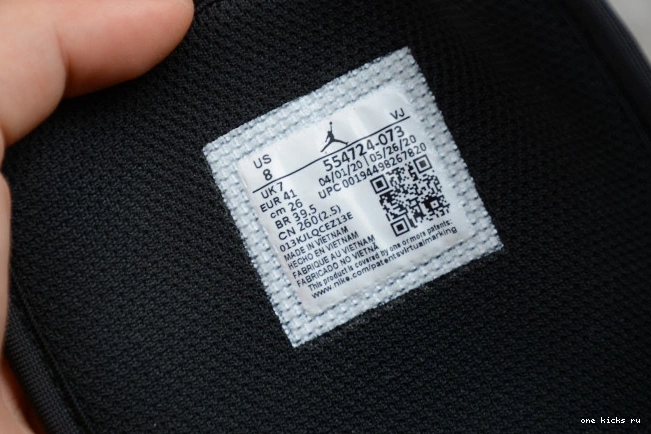 US 8
VJ
554724-073
04/01/20 05/26/20
UPC 00194498267820
UK 7
EUR 41
cm 26
BR 39.5
CN 260(2.5)
013KJLQCEZ13E
MADE IN VIETNAM
HECHO EN VIETNAM
FABRIQUE AU VIETNAM
FABRICADO NO VIETNA
This product is covered by one or more patents:
www.nike.com/patentsvirtualmarking
one kicks ru